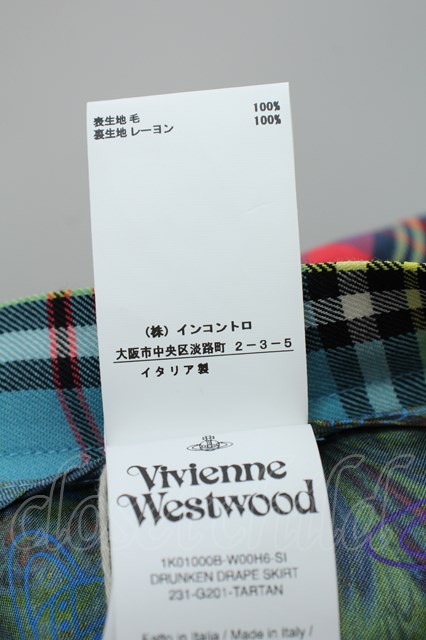 表生地 毛 100%
裏生地 レーヨン 100%
（株）インコントロ
大阪市中央区淡路町 2-3-5
イタリア製
Vivienne
Westwood
1K01000B-W00H6-SI
DRUNKEN DRAPE SKIRT
231-G201-TARTAN
Fatto in Italia / Made in Italy /
closet child